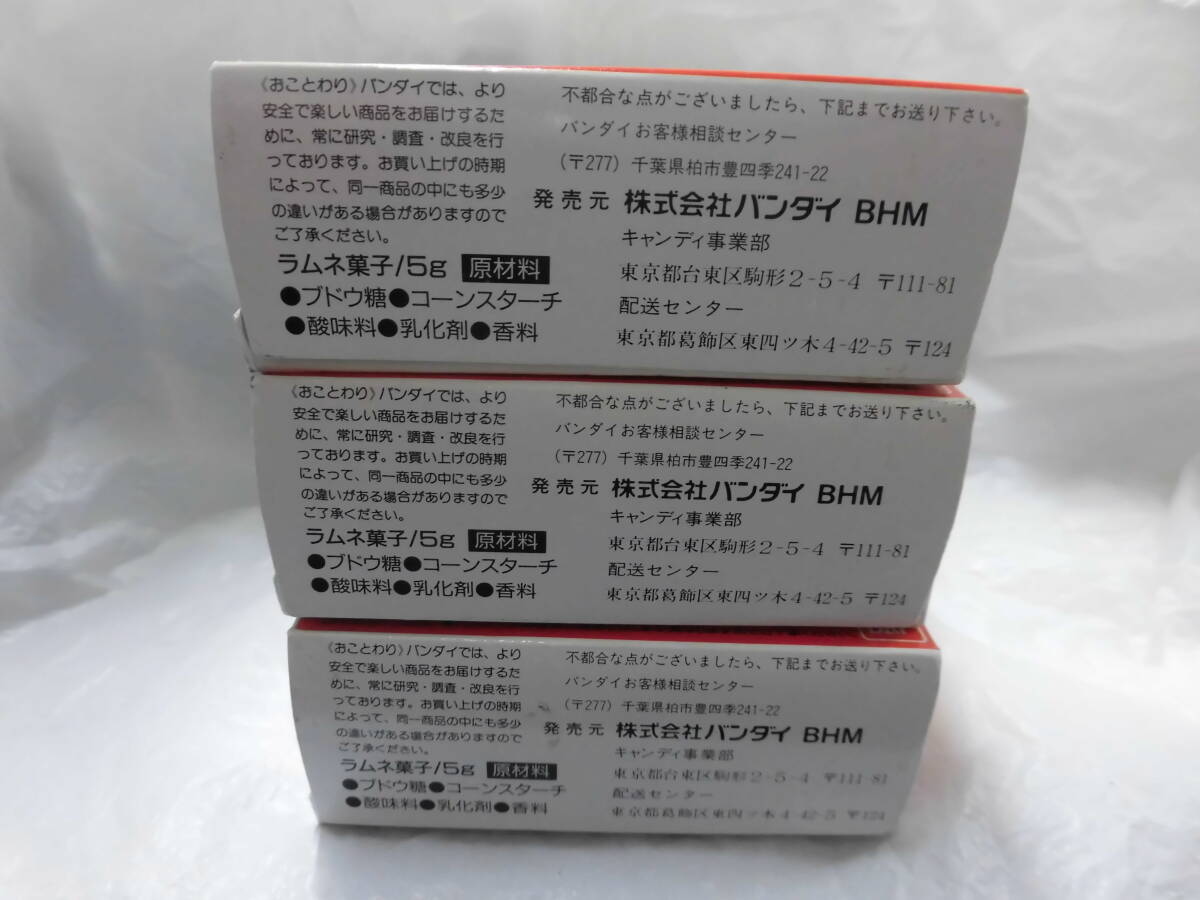 《おことわり》バンダイでは、より
安全で楽しい商品をお届けするた
めに、常に研究・調査・改良を行
っております。お買い上げの時期
によって、同一商品の中にも多少
の違いがある場合がありますので
ご了承ください。
ラムネ菓子/5g 原材料
●ブドウ糖●コーンスターチ
●酸味料●乳化剤●香料
不都合な点がございましたら、下記までお送り下さい。
バンダイお客様相談センター
(〒277) 千葉県柏市豊四季241-22
発売元 株式会社バンダイ BHM
キャンディ事業部
東京都台東区駒形2-5-4 〒111-81
配送センター
東京都葛飾区東四ツ木4-42-5 〒124
《おことわり》バンダイでは、より
安全で楽しい商品をお届けするた
めに、常に研究・調査・改良を行
っております。お買い上げの時期
によって、同一商品の中にも多少
の違いがある場合がありますので
ご了承ください。
ラムネ菓子/5g 原材料
●ブドウ糖●コーンスターチ
●酸味料●乳化剤●香料
不都合な点がございましたら、下記までお送り下さい。
バンダイお客様相談センター
(〒277) 千葉県柏市豊四季241-22
発売元 株式会社バンダイ BHM
キャンディ事業部
東京都台東区駒形2-5-4 〒111-81
配送センター
東京都葛飾区東四ツ木4-42-5 〒124
《おことわり》バンダイでは、より
安全で楽しい商品をお届けするた
めに、常に研究・調査・改良を行
っております。お買い上げの時期
によって、同一商品の中にも多少
の違いがある場合がありますので
ご了承ください。
ラムネ菓子/5g 原材料
●ブドウ糖●コーンスターチ
●酸味料●乳化剤●香料
不都合な点がございましたら、下記までお送り下さい。
バンダイお客様相談センター
(〒277) 千葉県柏市豊四季241-22
発売元 株式会社バンダイ BHM
キャンディ事業部
東京都台東区駒形2-5-4 〒111-81
配送センター
東京都葛飾区東四ツ木4-42-5 〒124